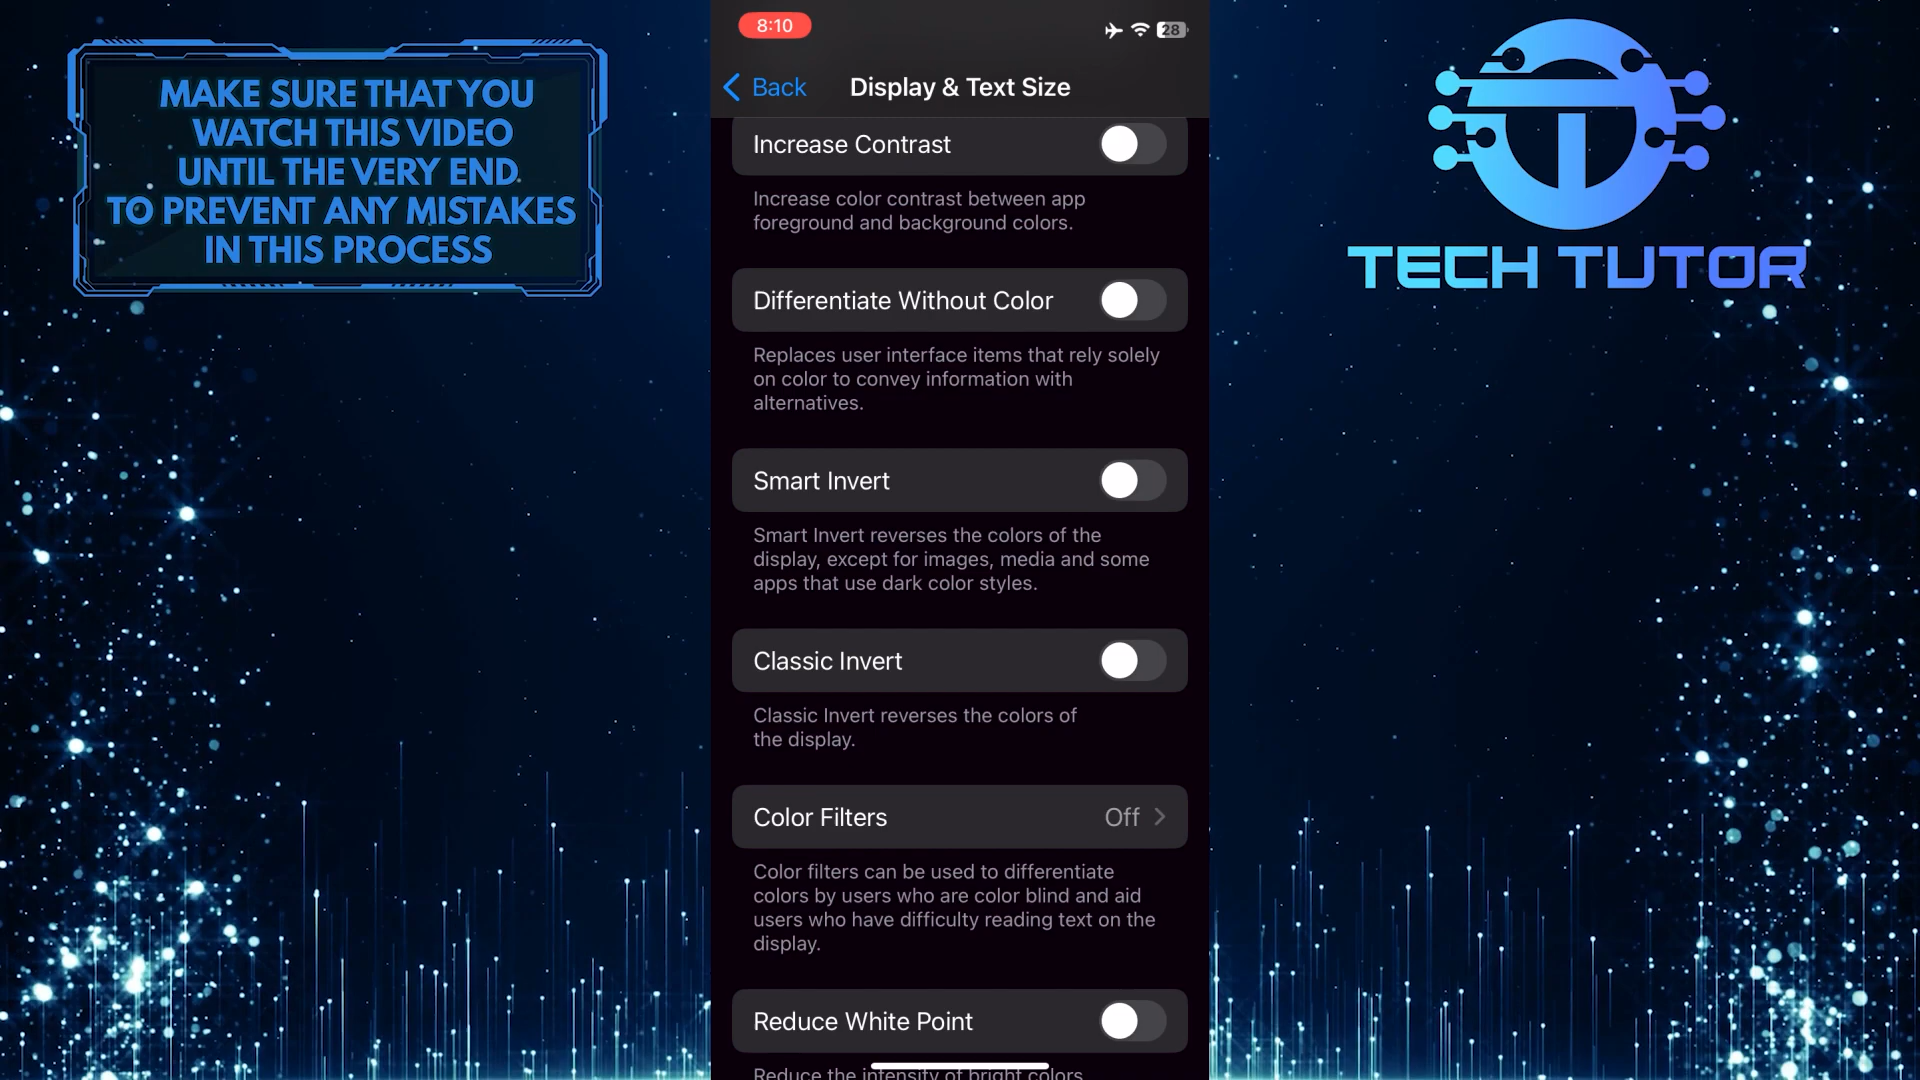 MAKE SURE THAT YOU
WATCH THIS VIDEO
UNTIL THE VERY END
TO PREVENT ANY MISTAKES
IN THIS PROCESS
8:10
28
Back
Display & Text Size
Increase Contrast
Increase color contrast between app
foreground and background colors.
Differentiate Without Color
Replaces user interface items that rely solely
on color to convey information with
alternatives.
Smart Invert
Smart Invert reverses the colors of the
display, except for images, media and some
apps that use dark color styles.
Classic Invert
Classic Invert reverses the colors of
the display.
Color Filters
Off
Color filters can be used to differentiate
colors by users who are color blind and aid
users who have difficulty reading text on the
display.
Reduce White Point
Reduce the intensity of bright colors.
TECH TUTOR